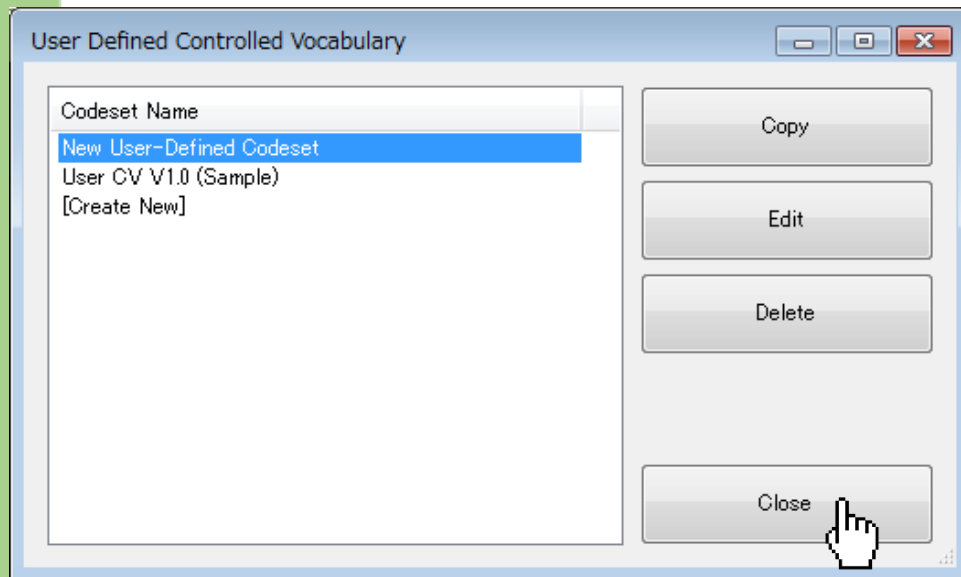 User Defined Controlled Vocabulary
Codeset Name
New User-Defined Codeset
User CV V1.0 (Sample)
[Create New]
Copy
Edit
Delete
Close